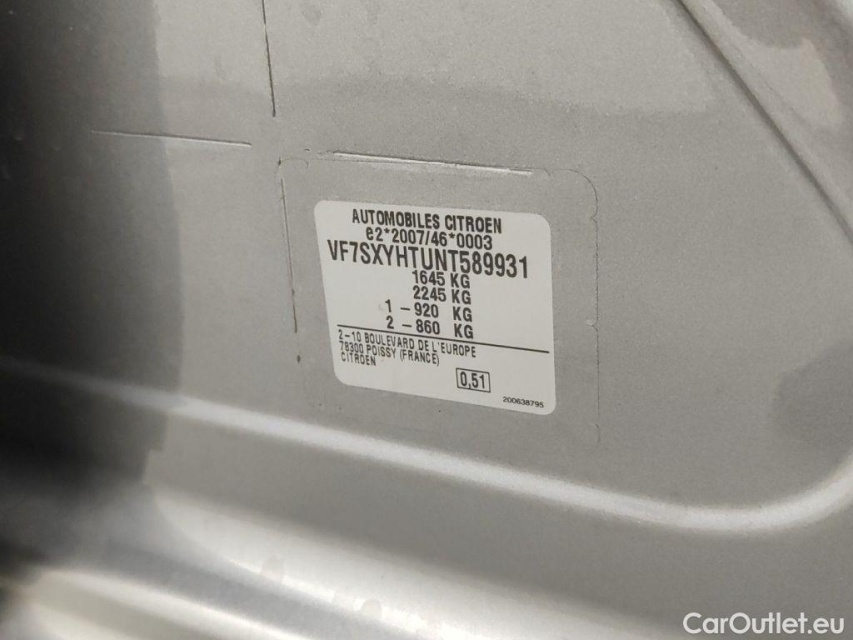 AUTOMOBILES CITROEN
e2*2007/46*0003
VF7SXYHTUNT589931
1645 KG
2245 KG
1 - 920 KG
2 - 860 KG
2-10 BOULEVARD DE L'EUROPE
78300 POISSY (FRANCE)
CITROEN
0,51
200638795
CarOutlet.eu